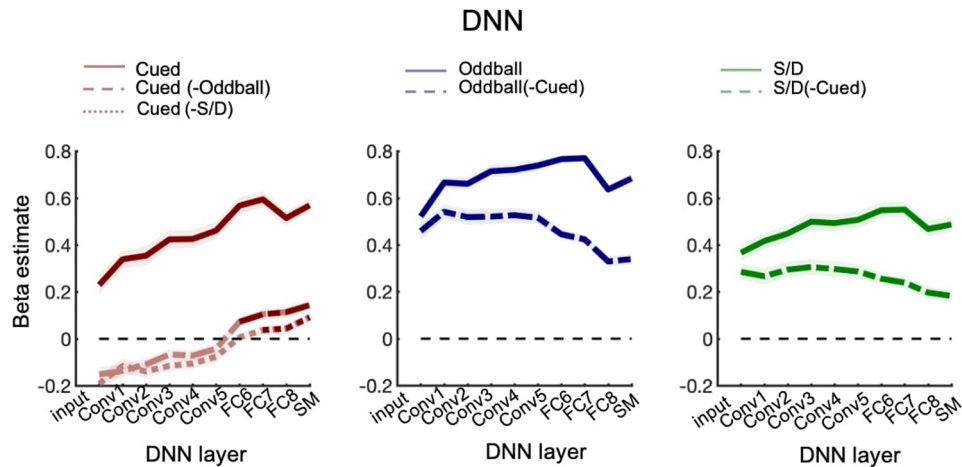 DNN
Cued
Cued (-Oddball)
Cued (-S/D)
Oddball
Oddball(-Cued)
S/D
S/D(-Cued)
Beta estimate
0.8
0.6
0.4
0.2
0
-0.2
input
Conv1
Conv2
Conv3
Conv4
Conv5
FC6
FC7
FC8
SM
DNN layer
0.8
0.6
0.4
0.2
0
-0.2
input
Conv1
Conv2
Conv3
Conv4
Conv5
FC6
FC7
FC8
SM
DNN layer
0.8
0.6
0.4
0.2
0
-0.2
input
Conv1
Conv2
Conv3
Conv4
Conv5
FC6
FC7
FC8
SM
DNN layer